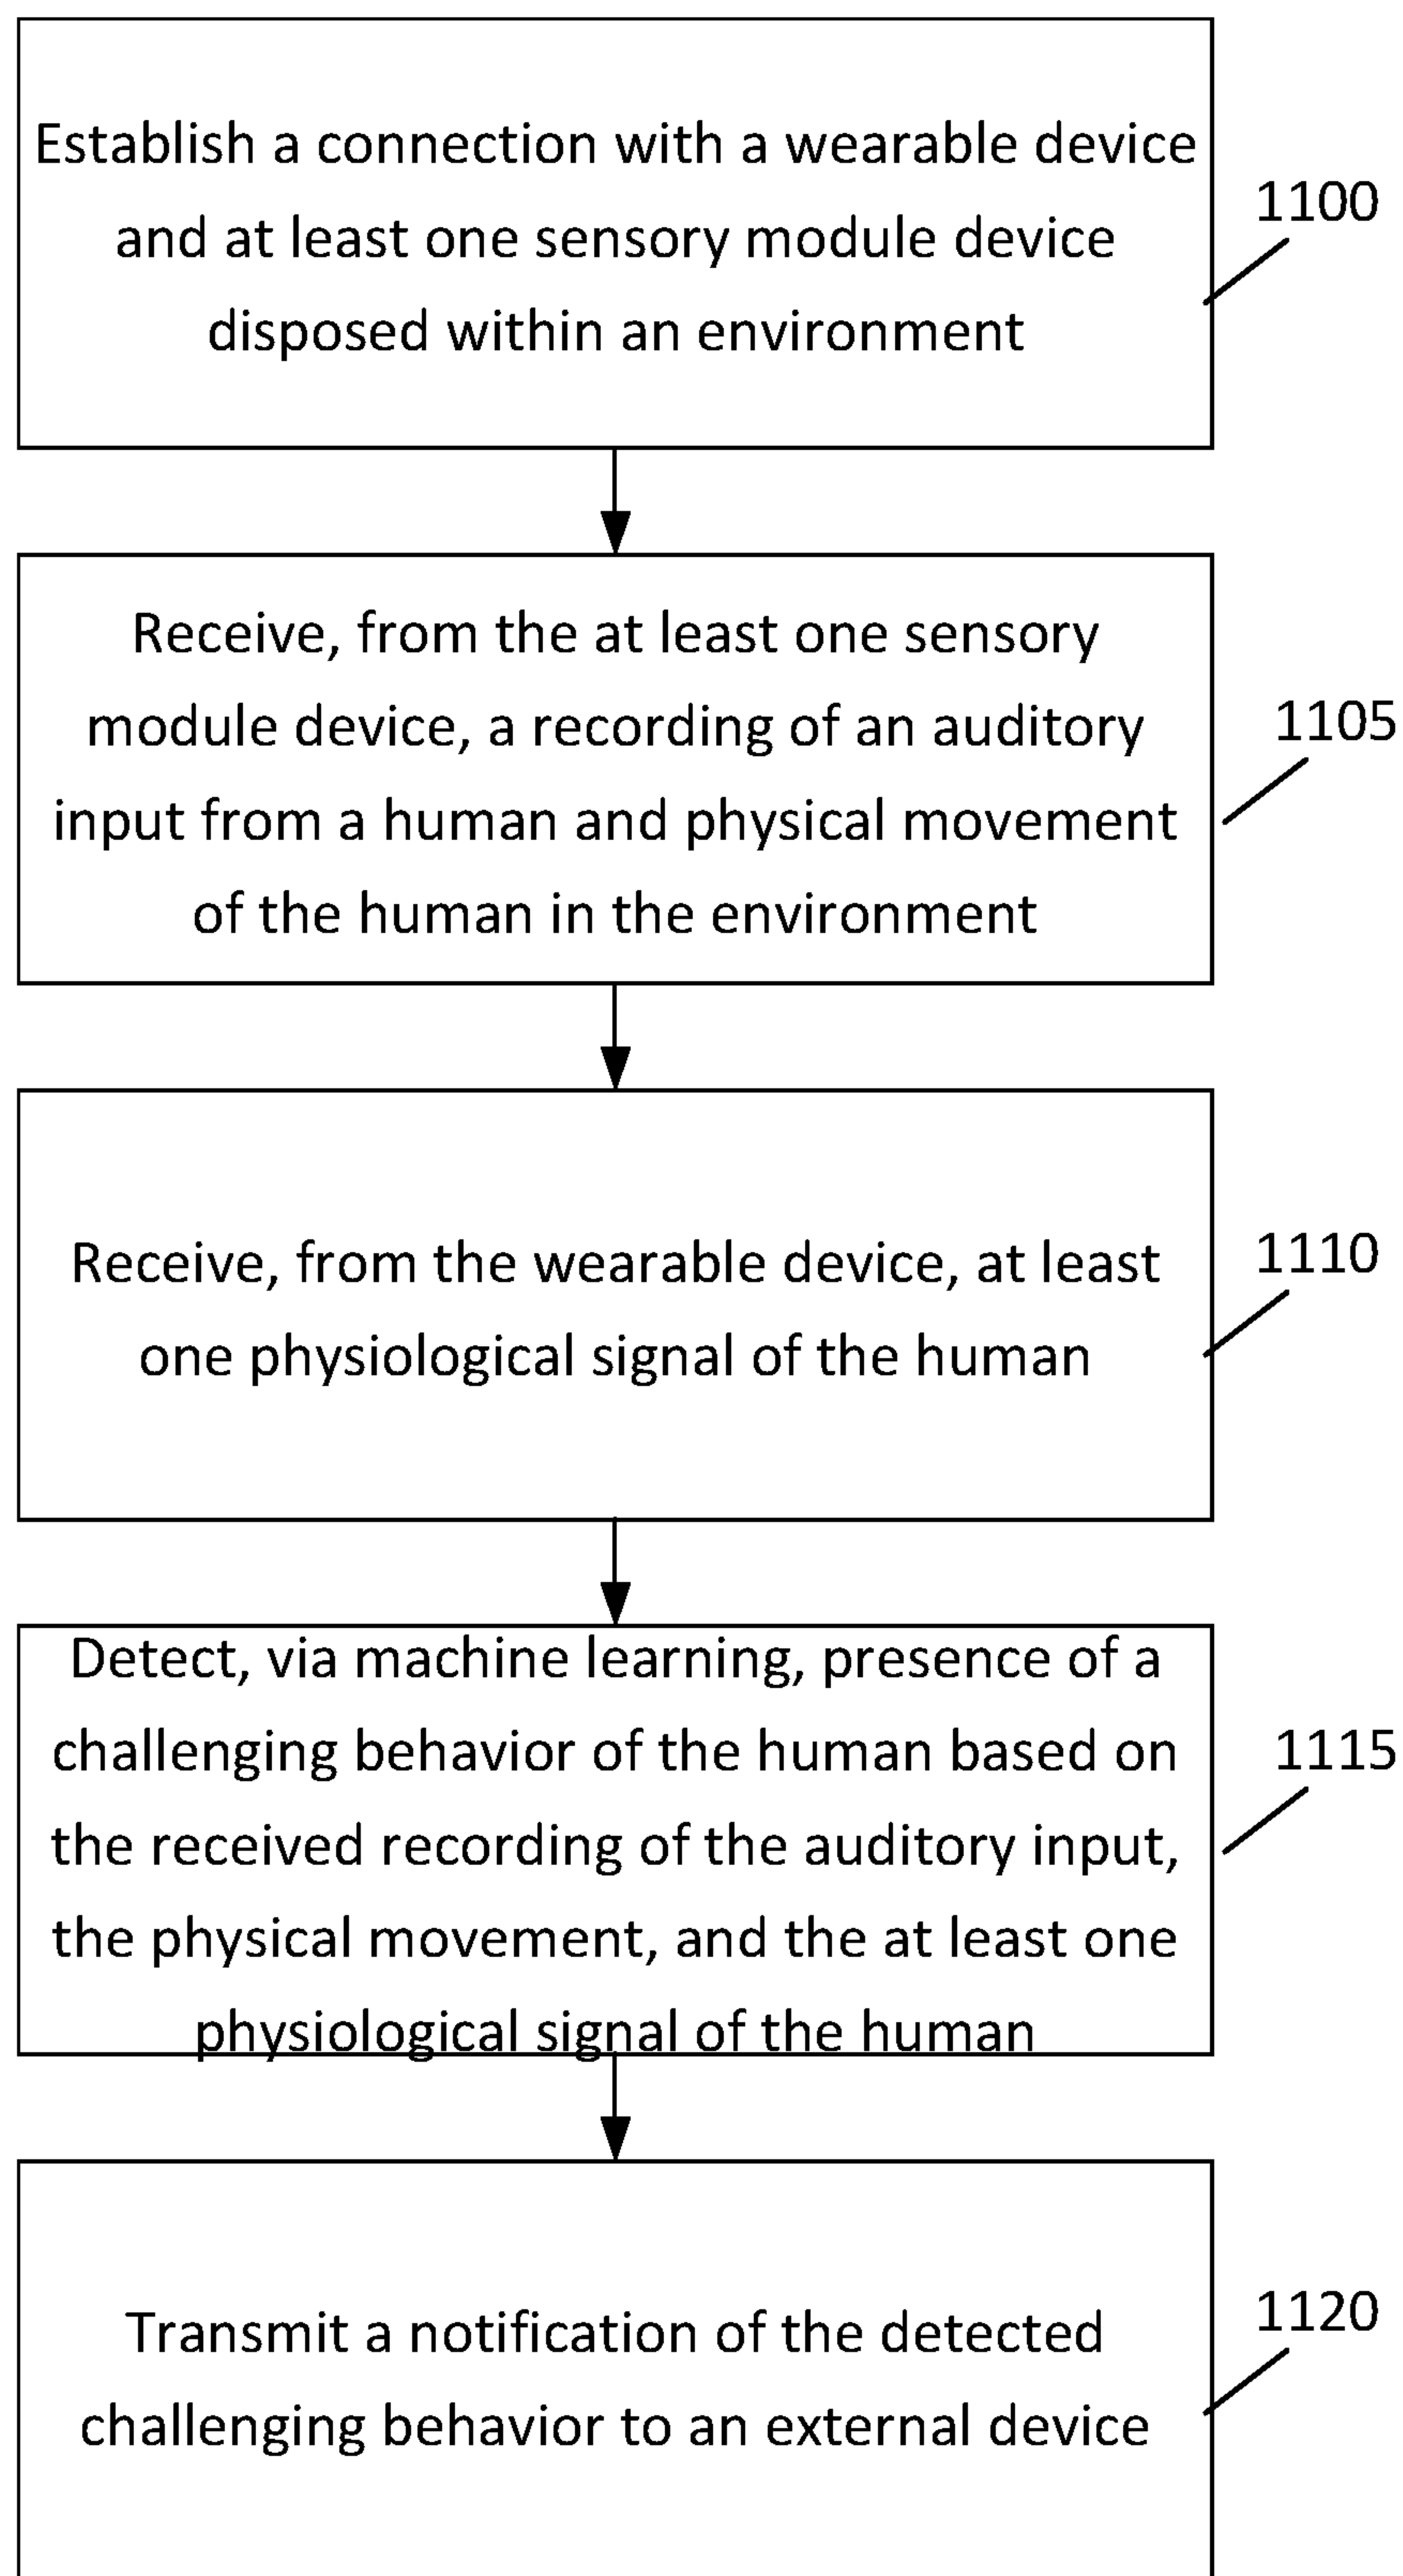 Establish a connection with a wearable device
and at least one sensory module device
disposed within an environment
1100
Receive, from the at least one sensory
module device, a recording of an auditory
input from a human and physical movement
of the human in the environment
1105
Receive, from the wearable device, at least
one physiological signal of the human
1110
Detect, via machine learning, presence of a
challenging behavior of the human based on
the received recording of the auditory input,
the physical movement, and the at least one
physiological signal of the human
1115
Transmit a notification of the detected
challenging behavior to an external device
1120